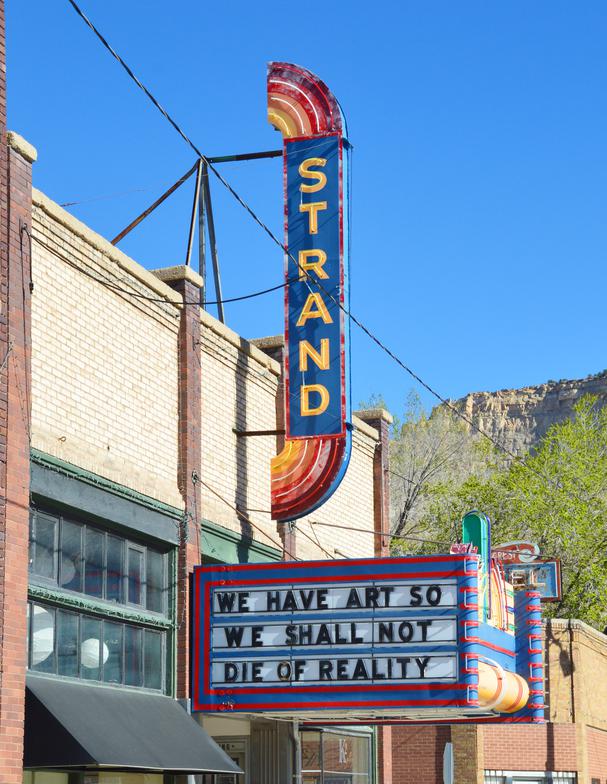 STRAND
WE HAVE ART SO
WE SHALL NOT
DIE OF REALITY